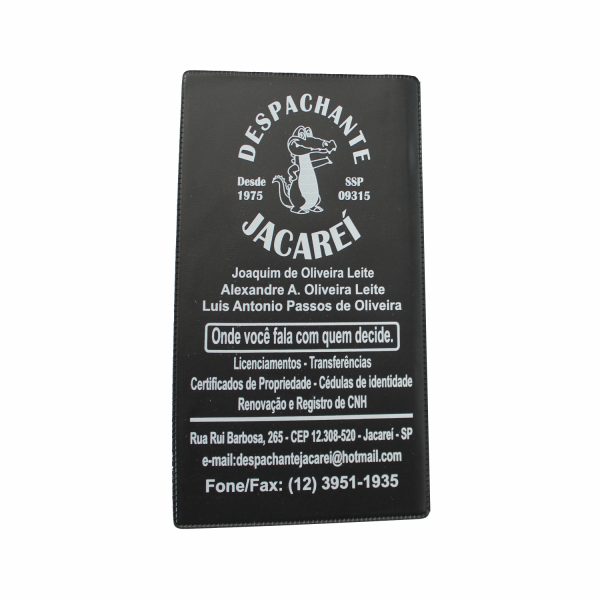 DESPACHANTE
Desde
1975
SSP
09315
JACAREÍ
Joaquim de Oliveira Leite
Alexandre A. Oliveira Leite
Luis Antonio Passos de Oliveira
Onde você fala com quem decide.
Licenciamentos - Transferências
Certificados de Propriedade - Cédulas de identidade
Renovação e Registro de CNH
Rua Rui Barbosa, 265 - CEP 12.308-520 - Jacareí - SP
e-mail:despachantejacarei@hotmail.com
Fone/Fax: (12) 3951-1935